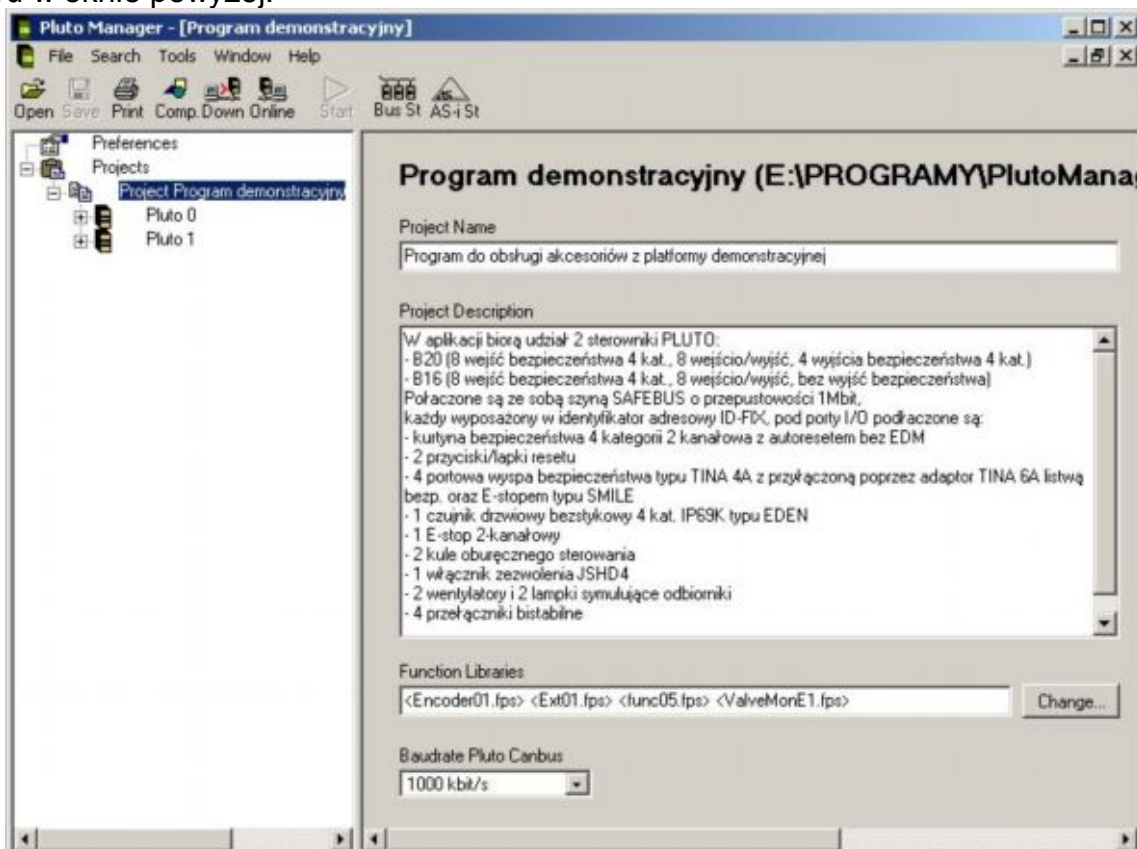 w oknie powyżej.
Pluto Manager - [Program demonstracyjny]
File Search Tools Window Help
Open Save Print Comp. Down Online Start Bus St AS-i St
Preferences
Projects
Project Program demonstracyjny
Pluto 0
Pluto 1
Program demonstracyjny (E:\PROGRAMY\PlutoMana
Project Name
Program do obsługi akcesoriów z platformy demonstracyjnej
Project Description
W aplikacji biorą udział 2 sterowniki PLUTO:
- B20 (8 wejść bezpieczeństwa 4 kat., 8 wejścio/wyjść, 4 wyjścia bezpieczeństwa 4 kat.)
- B16 (8 wejść bezpieczeństwa 4 kat., 8 wejścio/wyjść, bez wyjść bezpieczeństwa)
Połaczone są ze sobą szyną SAFEBUS o przepustowości 1Mbit,
każdy wyposażony w identyfikator adresowy ID-FIX, pod porty I/O podłaczone są:
- kurtyna bezpieczeństwa 4 kategorii 2 kanałowa z autoresetem bez EDM
- 2 przyciski/lapki resetu
- 4 portowa wyspa bezpieczeństwa typu TINA 4A z przyłączoną poprzez adaptor TINA 6A listwą
bezp. oraz E-stopem typu SMILE
- 1 czujnik drzwiowy bezstykowy 4 kat. IP69K typu EDEN
- 1 E-stop 2-kanałowy
- 2 kule oburęcznego sterowania
- 1 włącznik zezwolenia JSHD4
- 2 wentylatory i 2 lampki symulujące odbiorniki
- 4 przełączniki bistabilne
Function Libraries
<Encoder01.fps> <Ext01.fps> <func05.fps> <ValveMonE1.fps>
Change...
Baudrate Pluto Canbus
1000 kbit/s